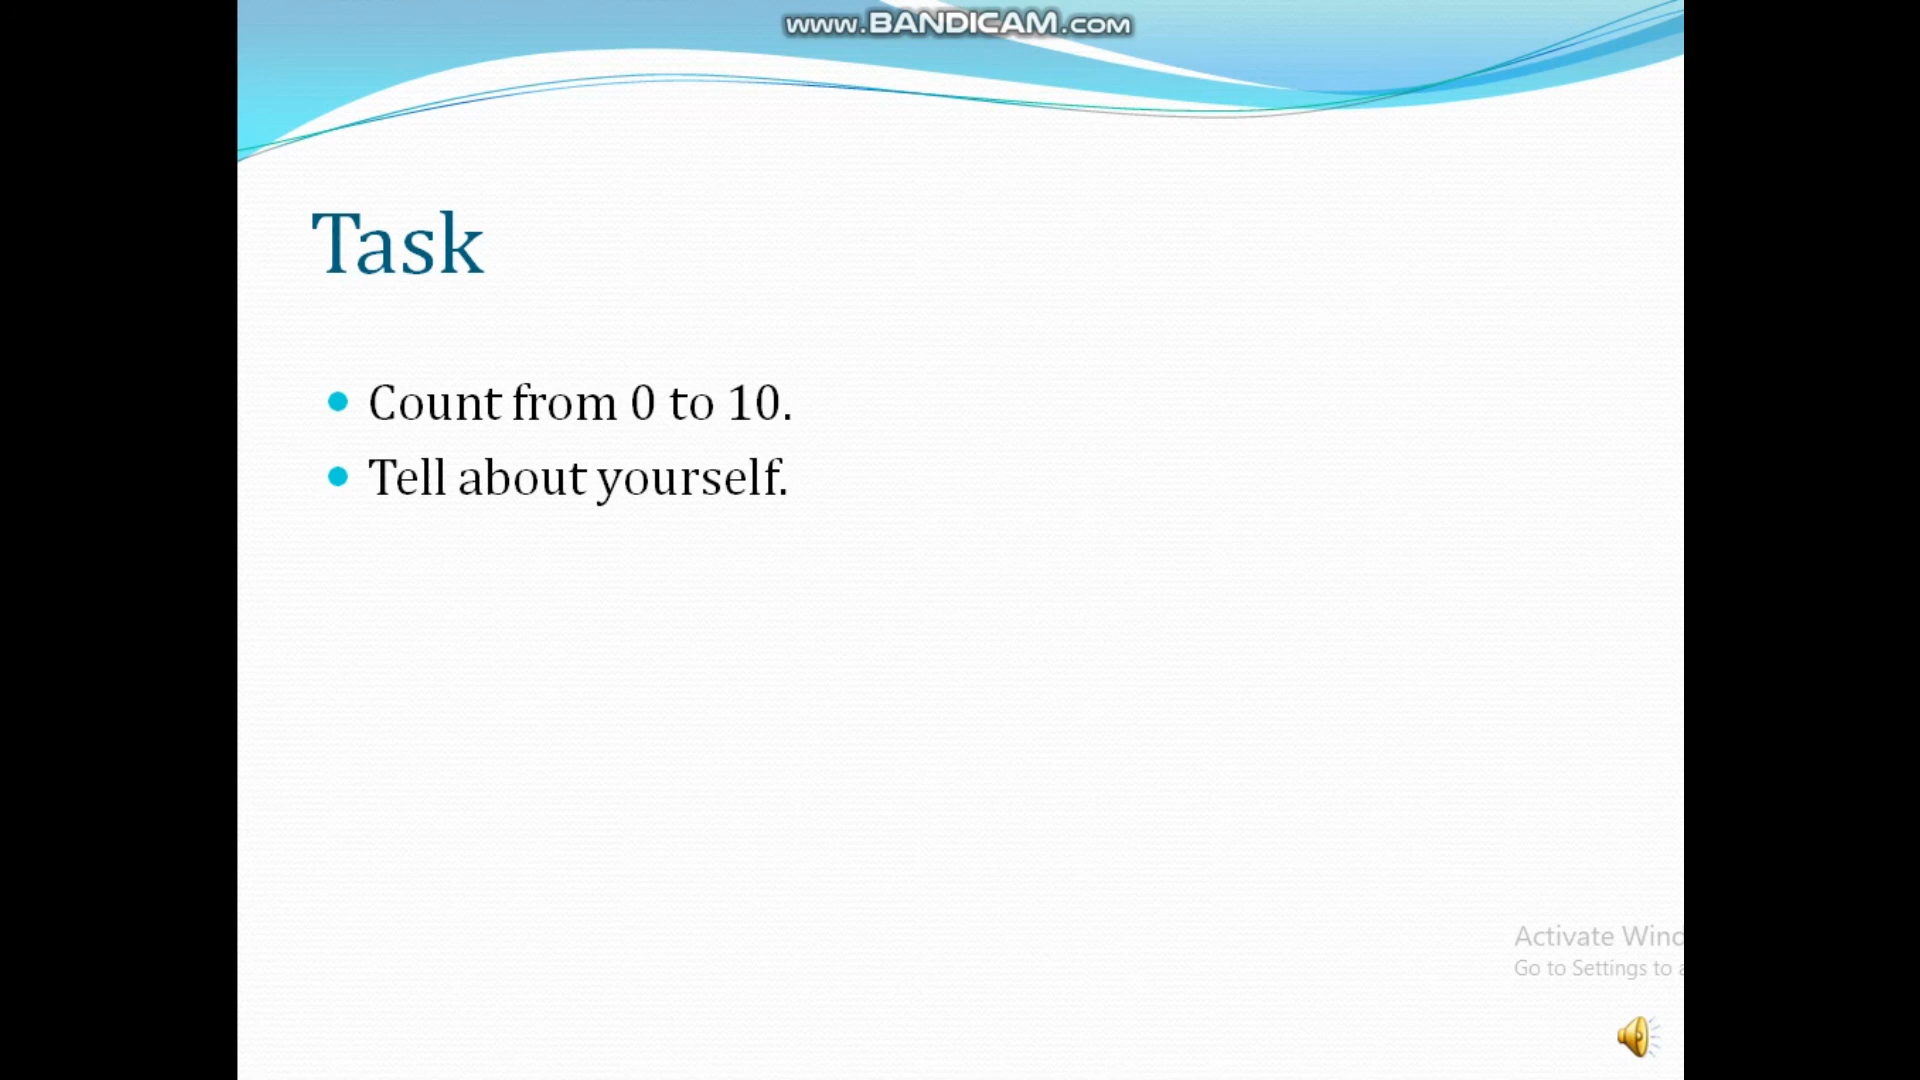 www.BANDICAM.com
Task
Count from 0 to 10.
Tell about yourself.
Activate Wind
Go to Settings to a